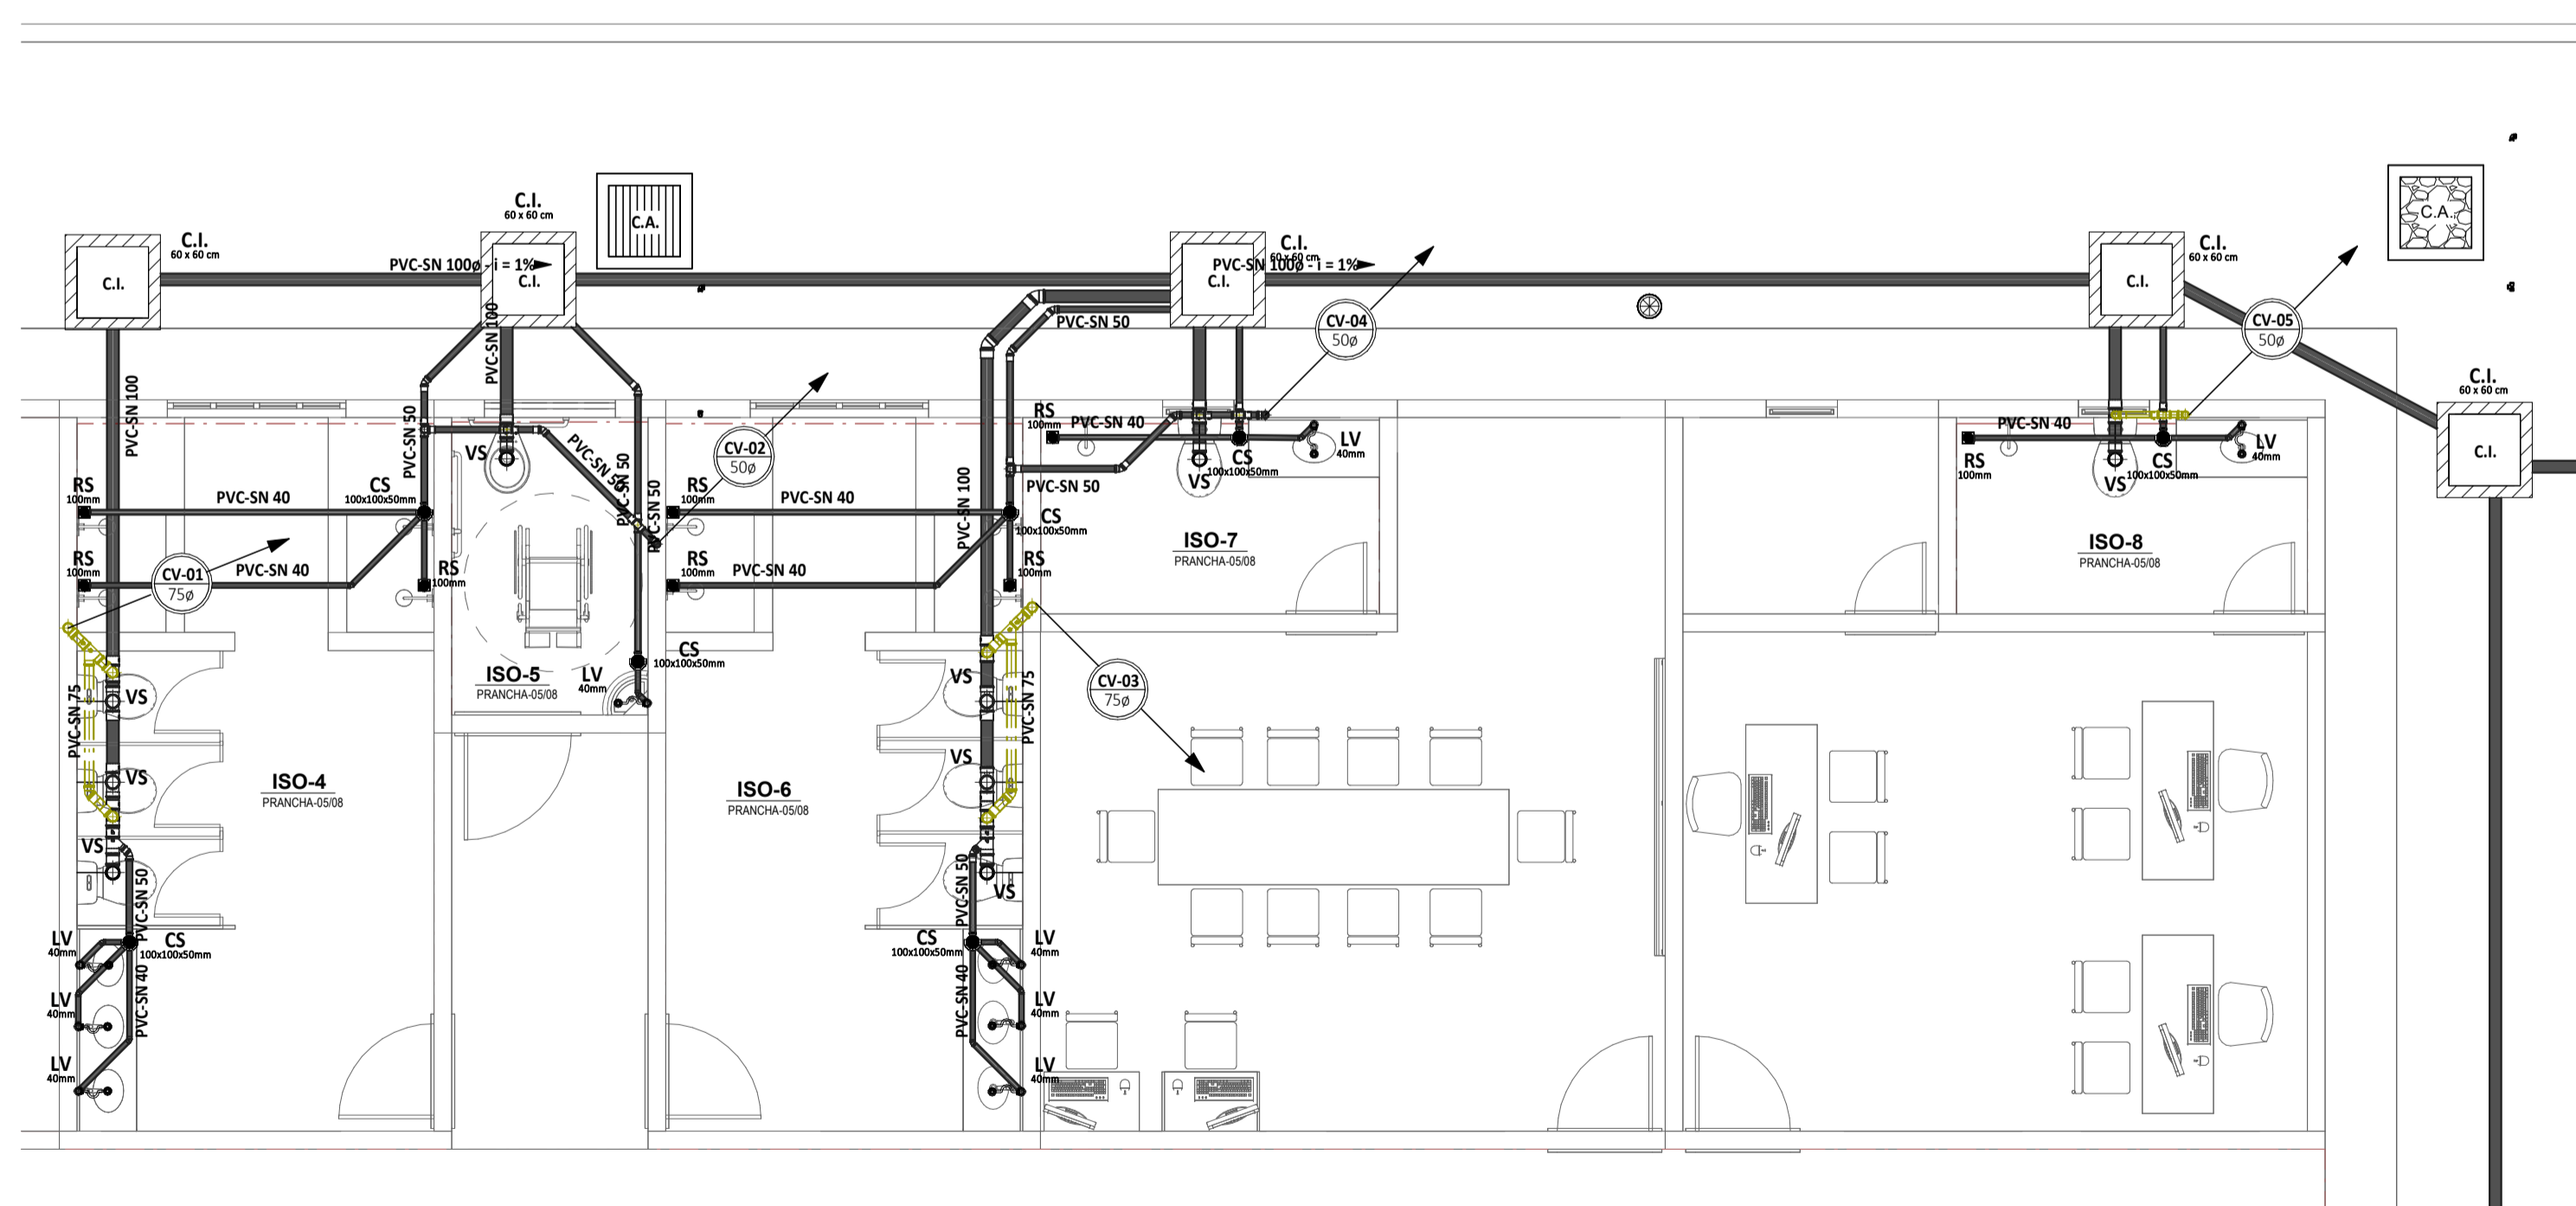 C.I.
60 x 60 cm
C.A.
C.I.
60 x 60 cm
C.I.
PVC-SN 100ø - i = 1%
C.I.
C.I.
60 x 60 cm
PVC-SN 100ø - i = 1%
C.I.
C.I.
60 x 60 cm
C.I.
C.A.
C.I.
60 x 60 cm
C.I.
PVC-SN 100
PVC-SN 100
PVC-SN 50
PVC-SN 50
CV-04
50ø
CV-05
50ø
CV-02
50ø
VS
PVC-SN 50
PVC-SN 50
PVC-SN 50
RS
100mm
PVC-SN 40
CS
100x100x50mm
RS
100mm
PVC-SN 40
CV-01
75ø
RS
100mm
RS
100mm
PVC-SN 40
RS
100mm
PVC-SN 40
PVC-SN 100
CS
100x100x50mm
RS
100mm
RS
100mm
PVC-SN 40
PVC-SN 50
VS
CS
100x100x50mm
LV
40mm
ISO-7
PRANCHA-05/08
RS
100mm
PVC-SN 40
VS
CS
100x100x50mm
LV
40mm
ISO-8
PRANCHA-05/08
ISO-5
PRANCHA-05/08
LV
40mm
CS
100x100x50mm
CV-03
75ø
PVC-SN 75
VS
VS
VS
ISO-4
PRANCHA-05/08
ISO-6
PRANCHA-05/08
VS
VS
VS
PVC-SN 75
PVC-SN 50
PVC-SN 50
LV
40mm
CS
100x100x50mm
LV
40mm
LV
40mm
PVC-SN 40
CS
100x100x50mm
PVC-SN 40
LV
40mm
LV
40mm
LV
40mm